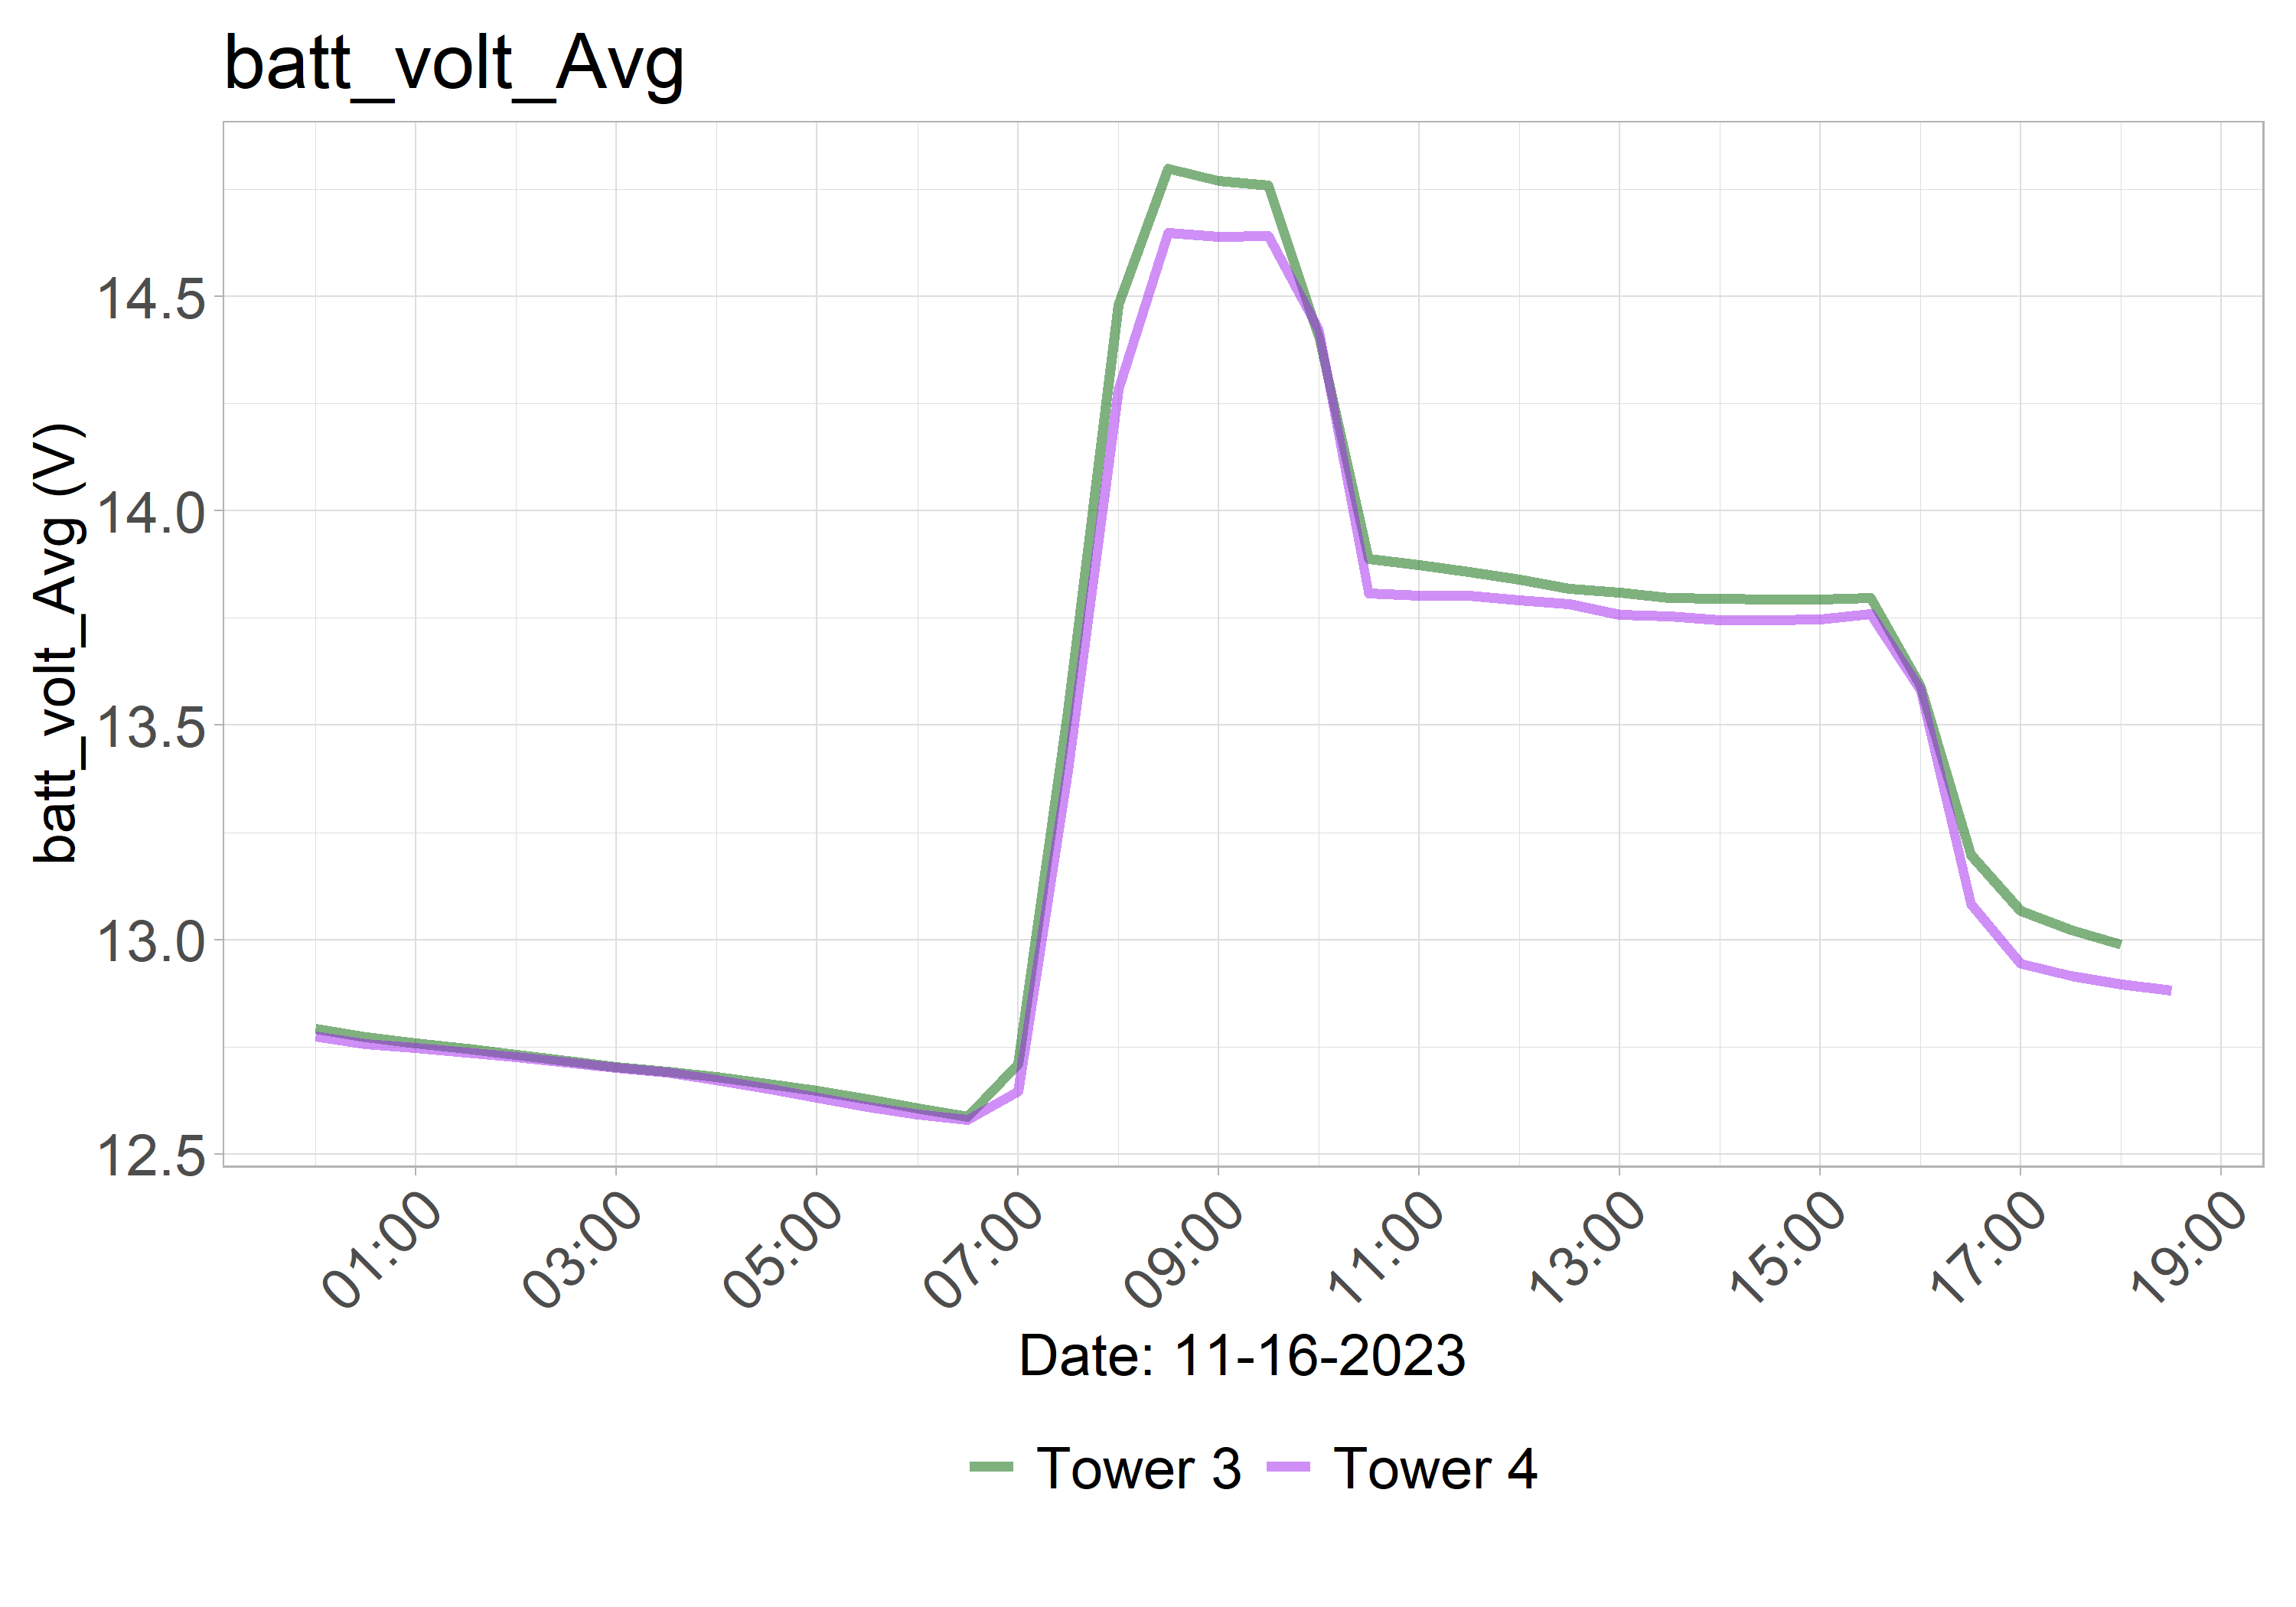 batt_volt_Avg
batt_volt_Avg (V)
14.5
14.0
13.5
13.0
12.5
01:00 03:00 05:00 07:00 09:00 11:00 13:00 15:00 17:00 19:00
Date: 11-16-2023
Tower 3 Tower 4